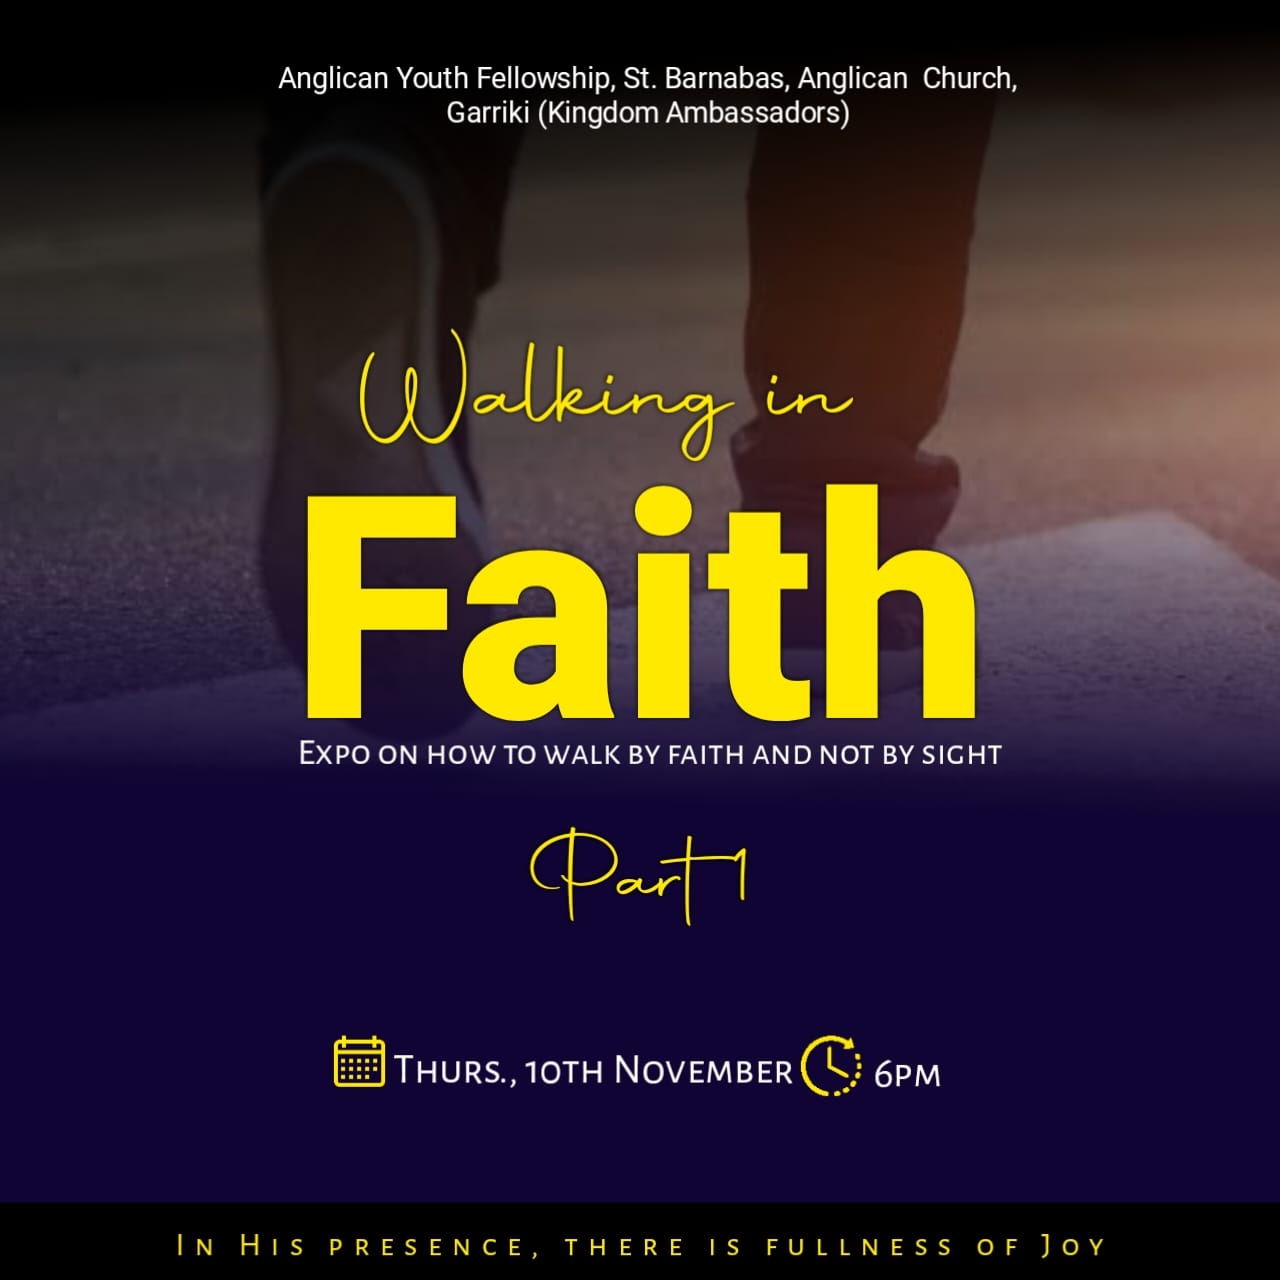 Anglican Youth Fellowship, St. Barnabas, Anglican  Church,
Garriki (Kingdom Ambassadors)
Walking in
Faith
Expo on how to walk by faith and not by sight
Part 1
Thurs., 10th November 6pm
In His presence, there is fullness of Joy